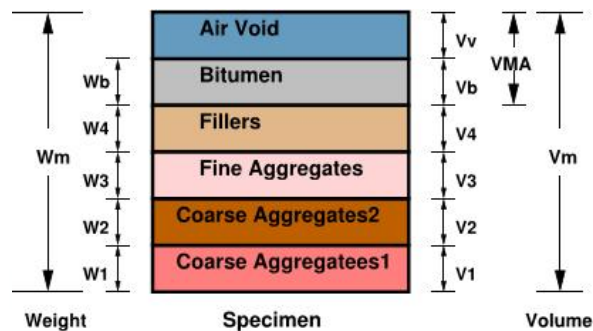 Air Void
Vv
VMA
Wb
Bitumen
Vb
W4
Fillers
V4
Wm
Vm
W3
Fine Aggregates
V3
W2
Coarse Aggregates2
V2
W1
Coarse Aggregatees1
V1
Weight
Specimen
Volume